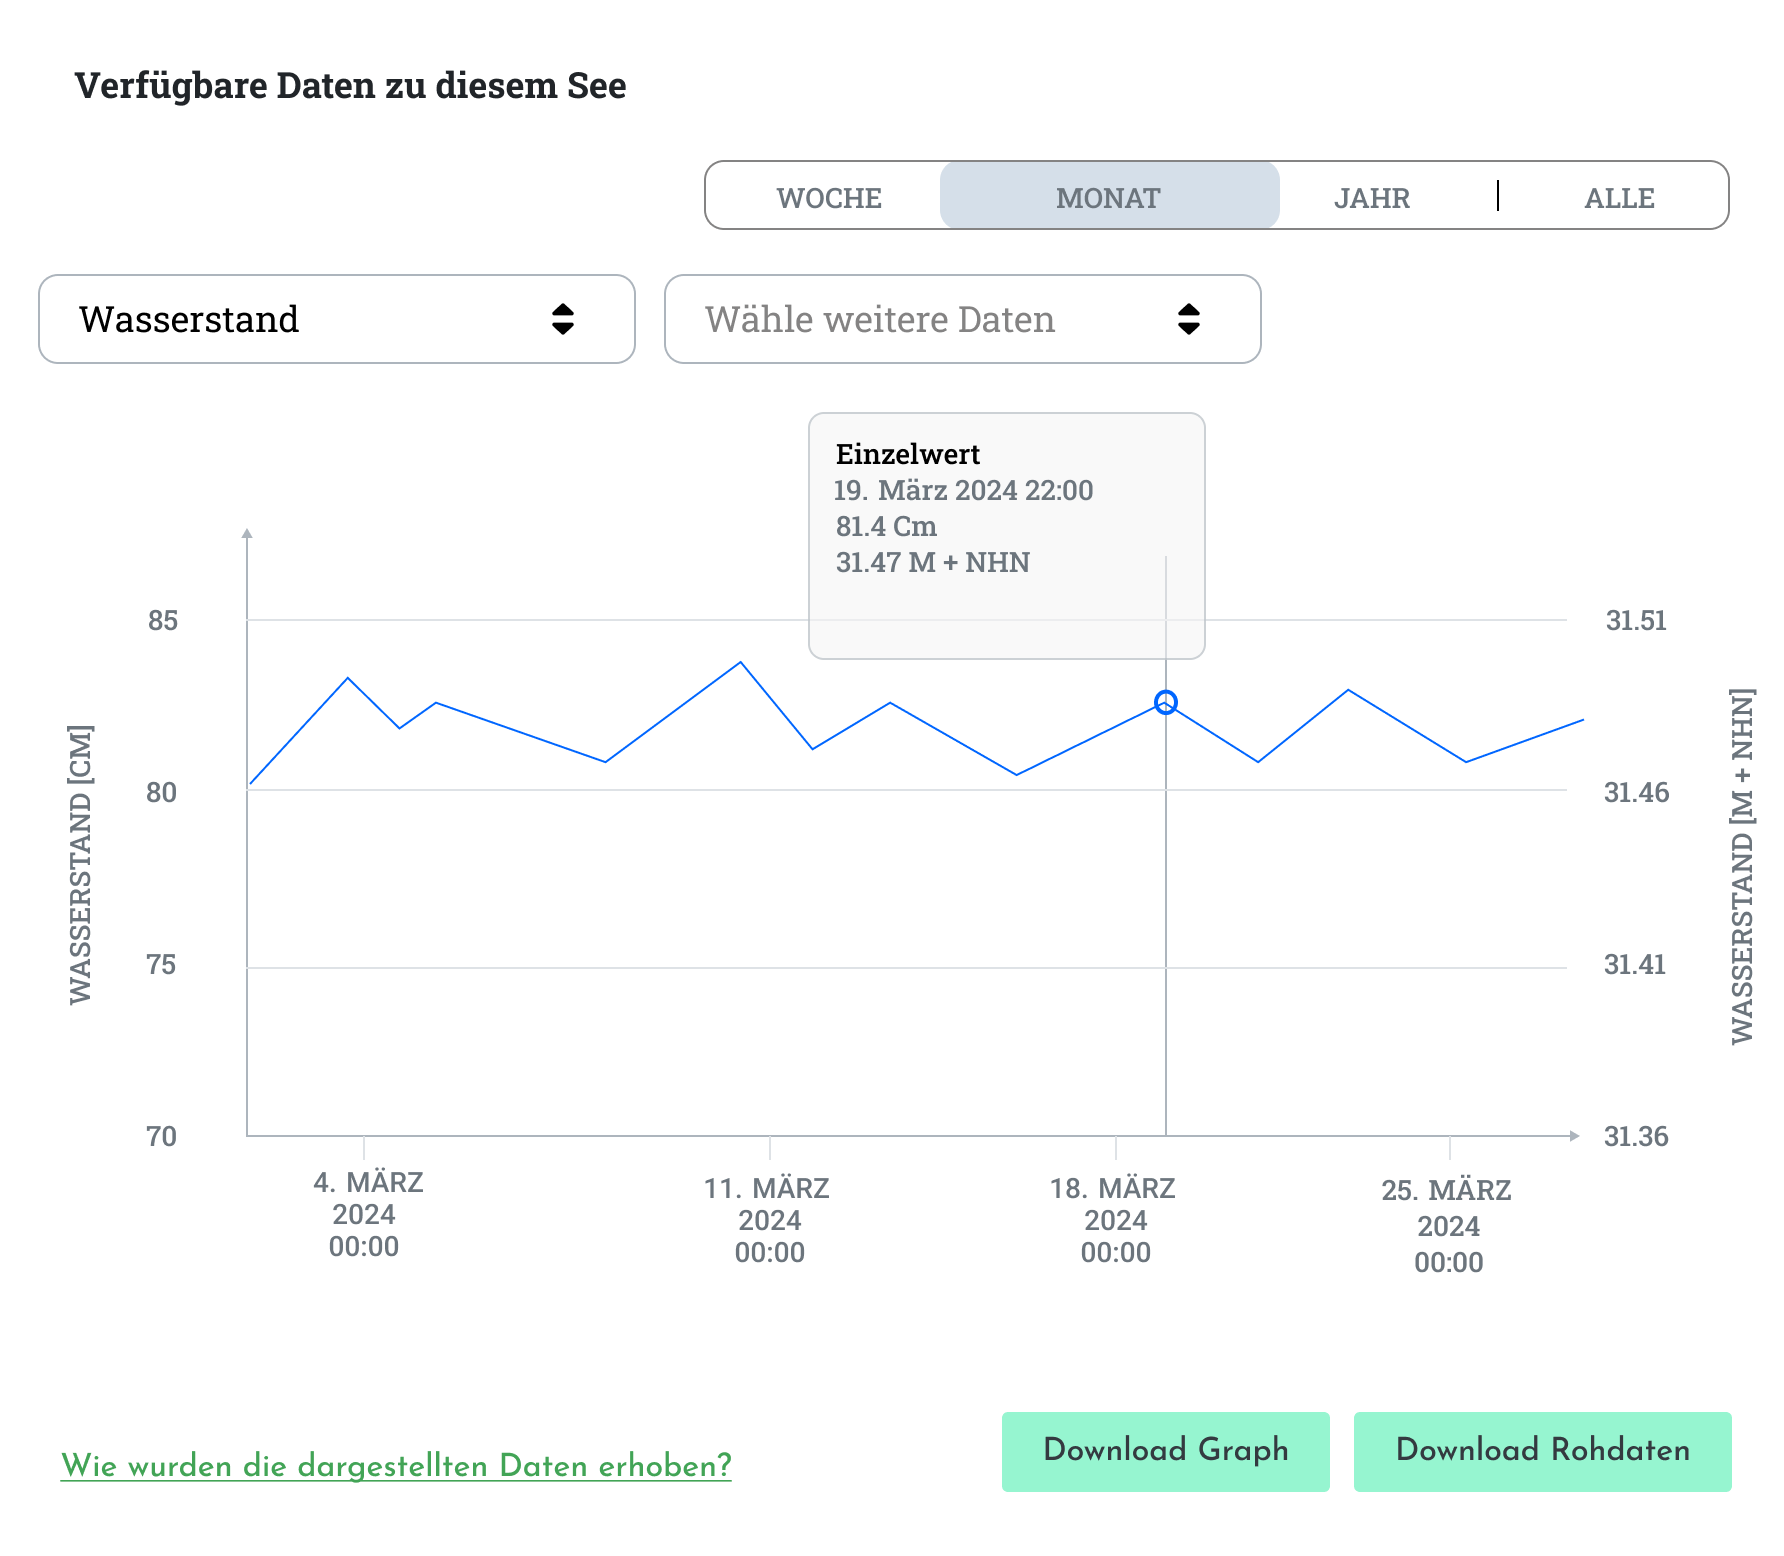 Verfügbare Daten zu diesem See
WOCHE MONAT JAHR ALLE
Wasserstand Wähle weitere Daten
Einzelwert
19. März 2024 22:00
81.4 Cm
31.47 M + NHN
WASSERSTAND [CM]
85
80
75
70
31.51
31.46
31.41
31.36
WASSERSTAND [M + NHN]
4. MÄRZ
2024
00:00
11. MÄRZ
2024
00:00
18. MÄRZ
2024
00:00
25. MÄRZ
2024
00:00
Wie wurden die dargestellten Daten erhoben?
Download Graph
Download Rohdaten